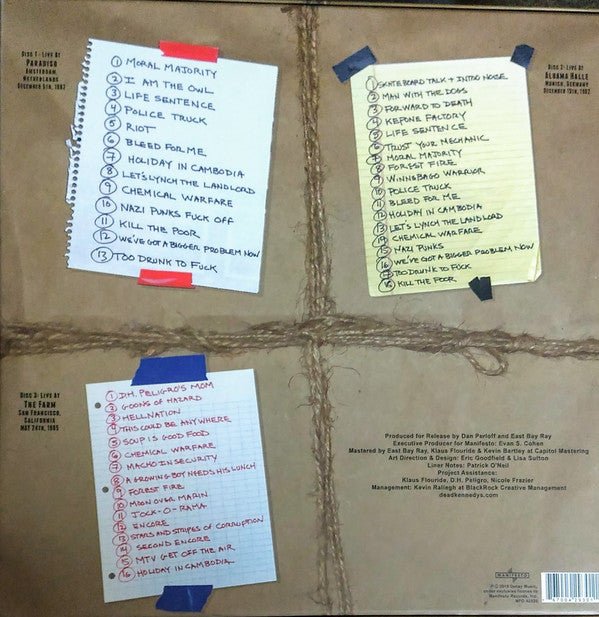 Disc 1 - Live At
Paradiso
Amsterdam
Netherlands
December 5th, 1982
1 MORAL MAJORITY
2 I AM THE OWL
3 LIFE SENTENCE
4 POLICE TRUCK
5 RIOT
6 BLEED FOR ME
7 HOLIDAY IN CAMBODIA
8 LET'S LYNCH THE LANDLORD
9 CHEMICAL WARFARE
10 NAZI PUNKS FUCK OFF
11 KILL THE POOR
12 WE'VE GOT A BIGGER PROBLEM NOW
13 TOO DRUNK TO FUCK
Disc 2 - Live At
Alabama Halle
Munich, Germany
December 15th, 1982
1 SKATEBOARD TALK + INTRO NOISE
2 MAN WITH THE DOGS
3 FORWARD TO DEATH
4 KEPONE FACTORY
5 LIFE SENTENCE
6 TRUST YOUR MECHANIC
7 MORAL MAJORITY
8 FOREST FIRE
9 WINNEBAGO WARRIOR
10 POLICE TRUCK
11 BLEED FOR ME
12 HOLIDAY IN CAMBODIA
13 LET'S LYNCH THE LANDLORD
14 CHEMICAL WARFARE
15 NAZI PUNKS
16 WE'VE GOT A BIGGER PROBLEM NOW
17 TOO DRUNK TO FUCK
18 KILL THE POOR
Disc 3 - Live At
The Farm
San Francisco,
California
May 24th, 1985
1 D.H. PELIGRO'S MOM
2 GOONS OF HAZARD
3 HELLNATION
4 THIS COULD BE ANYWHERE
5 SOUP IS GOOD FOOD
6 CHEMICAL WARFARE
7 MACHO INSECURITY
8 A GROWING BOY NEEDS HIS LUNCH
9 FOREST FIRE
10 MOON OVER MARIN
11 JOCK-O-RAMA
12 ENCORE
13 STARS AND STRIPES OF CORRUPTION
14 SECOND ENCORE
15 MTV GET OFF THE AIR
16 HOLIDAY IN CAMBODIA
Produced for Release by Dan Perloff and East Bay Ray
Executive Producer for Manifesto: Evan S. Cohen
Mastered by East Bay Ray, Klaus Flouride & Kevin Bartley at Capitol Mastering
Art Direction & Design: Eric Goodfield & Lisa Sutton
Liner Notes: Patrick O'Neil
Project Assistance:
Klaus Flouride, D.H. Peligro, Nicole Frazier
Management: Kevin Raliegh at BlackRock Creative Management
deadkennedys.com
MANIFESTO